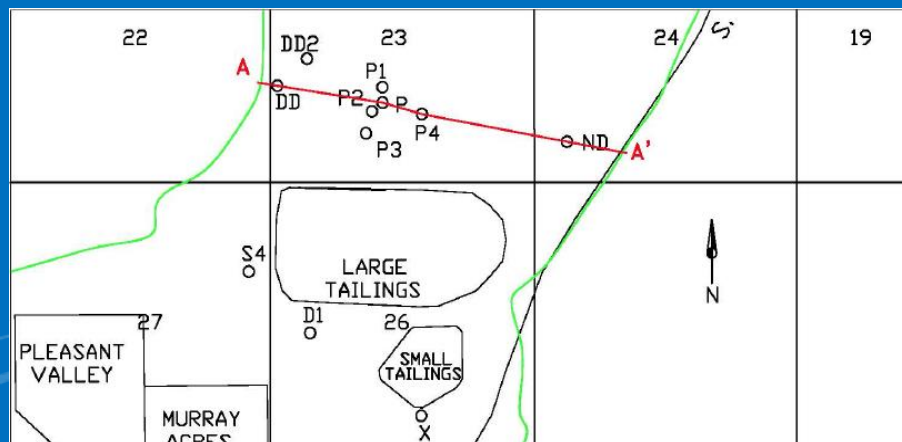 22
23
24
19
S.
DD2
A
P1
DD
P2
P
P4
P3
ND
A'
S4
LARGE
TAILINGS
N
D1
27
26
PLEASANT
VALLEY
SMALL
TAILINGS
MURRAY
ACRES
X